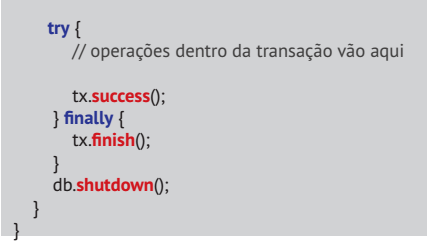 try {
// operações dentro da transação vão aqui
tx.success();
} finally {
tx.finish();
}
db.shutdown();
}
}